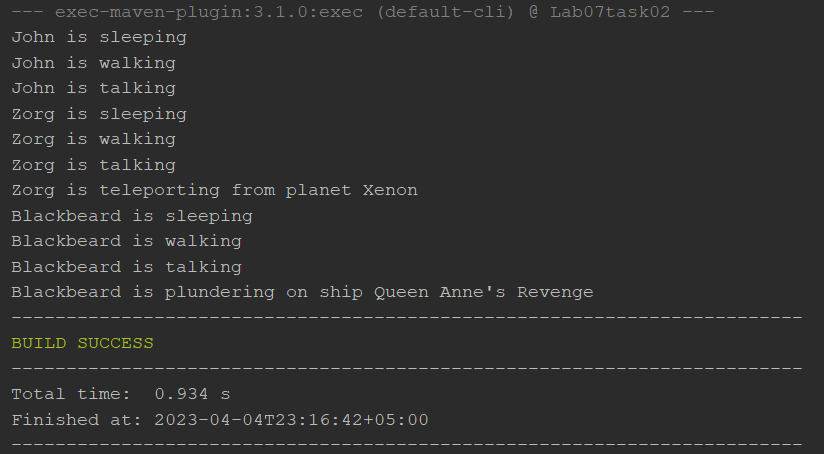 --- exec-maven-plugin:3.1.0:exec (default-cli) @ Lab07task02 ---
John is sleeping
John is walking
John is talking
Zorg is sleeping
Zorg is walking
Zorg is talking
Zorg is teleporting from planet Xenon
Blackbeard is sleeping
Blackbeard is walking
Blackbeard is talking
Blackbeard is plundering on ship Queen Anne's Revenge
------------------------------------------------------------------------
BUILD SUCCESS
------------------------------------------------------------------------
Total time:  0.934 s
Finished at: 2023-04-04T23:16:42+05:00
------------------------------------------------------------------------